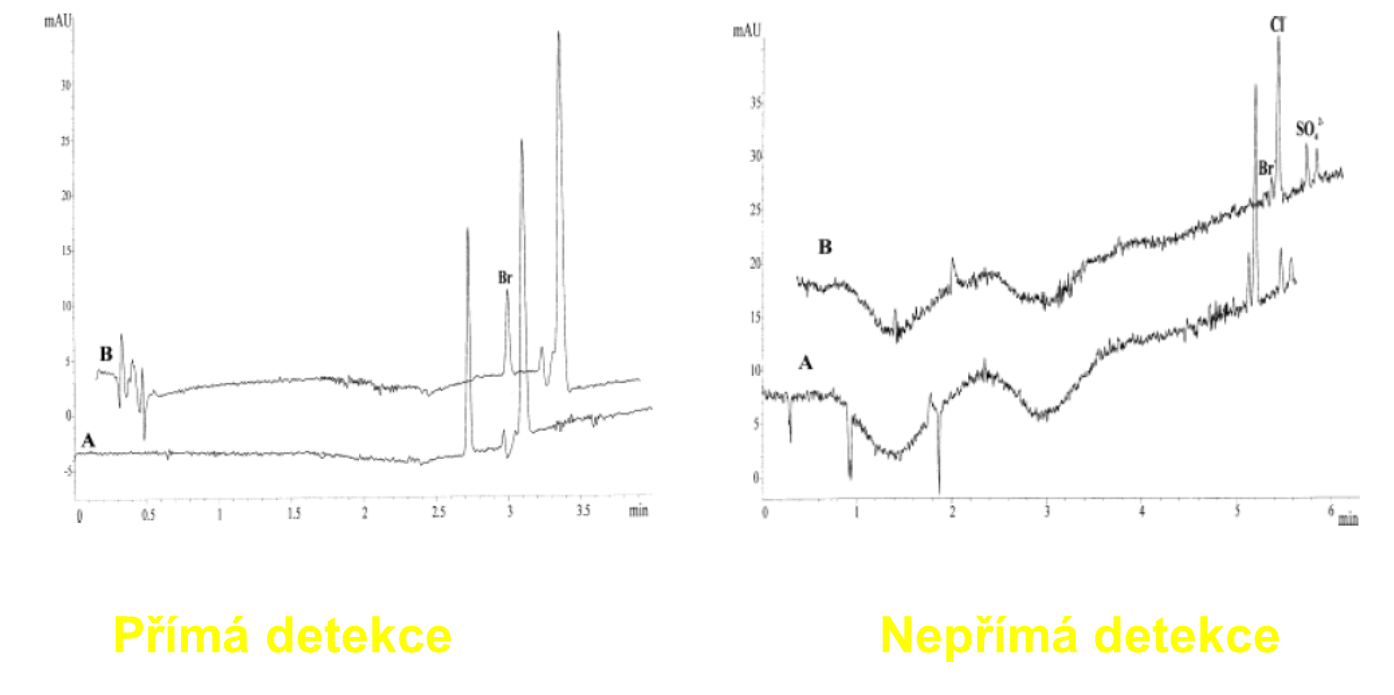 mAU
30
25
20
15
10
5
0
-5
B
A
Br
0 0.5 1 1.5 2 2.5 3 3.5 min
mAU
35
30
25
20
15
10
5
0
B
A
Br
Cl⁻
SO₄²⁻
0 1 2 3 4 5 6 min
Přímá detekce
Nepřímá detekce